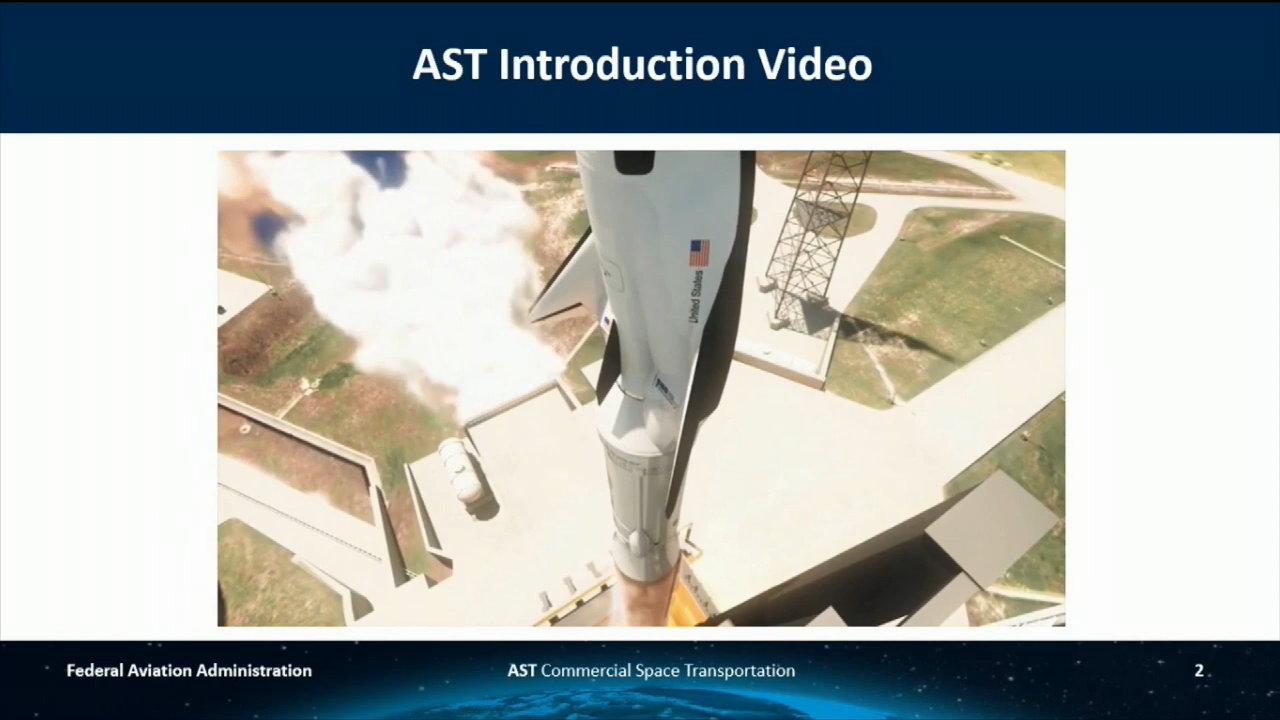 AST Introduction Video
United States
Federal Aviation Administration
AST Commercial Space Transportation
2